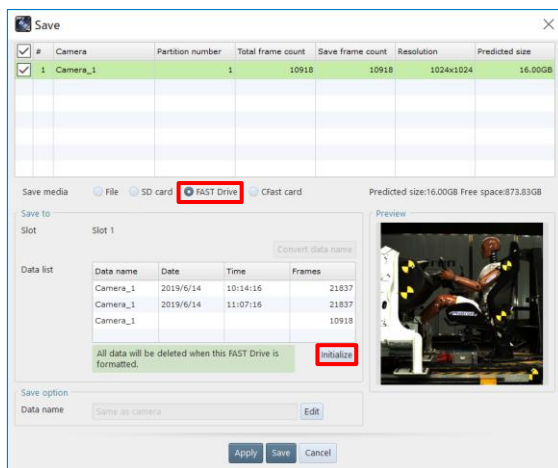 Save
# Camera Partition number Total frame count Save frame count Resolution Predicted size
1 Camera_1 1 10918 10918 1024x1024 16.00GB
Save media File SD card FAST Drive CFast card Predicted size:16.00GB Free space:873.83GB
Save to
Slot Slot 1
Convert data name
Data list
Data name Date Time Frames
Camera_1 2019/6/14 10:14:16 21837
Camera_1 2019/6/14 11:07:16 21837
Camera_1 10918
All data will be deleted when this FAST Drive is
formatted.
Initialize
Preview
Save option
Data name Same as camera Edit
Apply Save Cancel